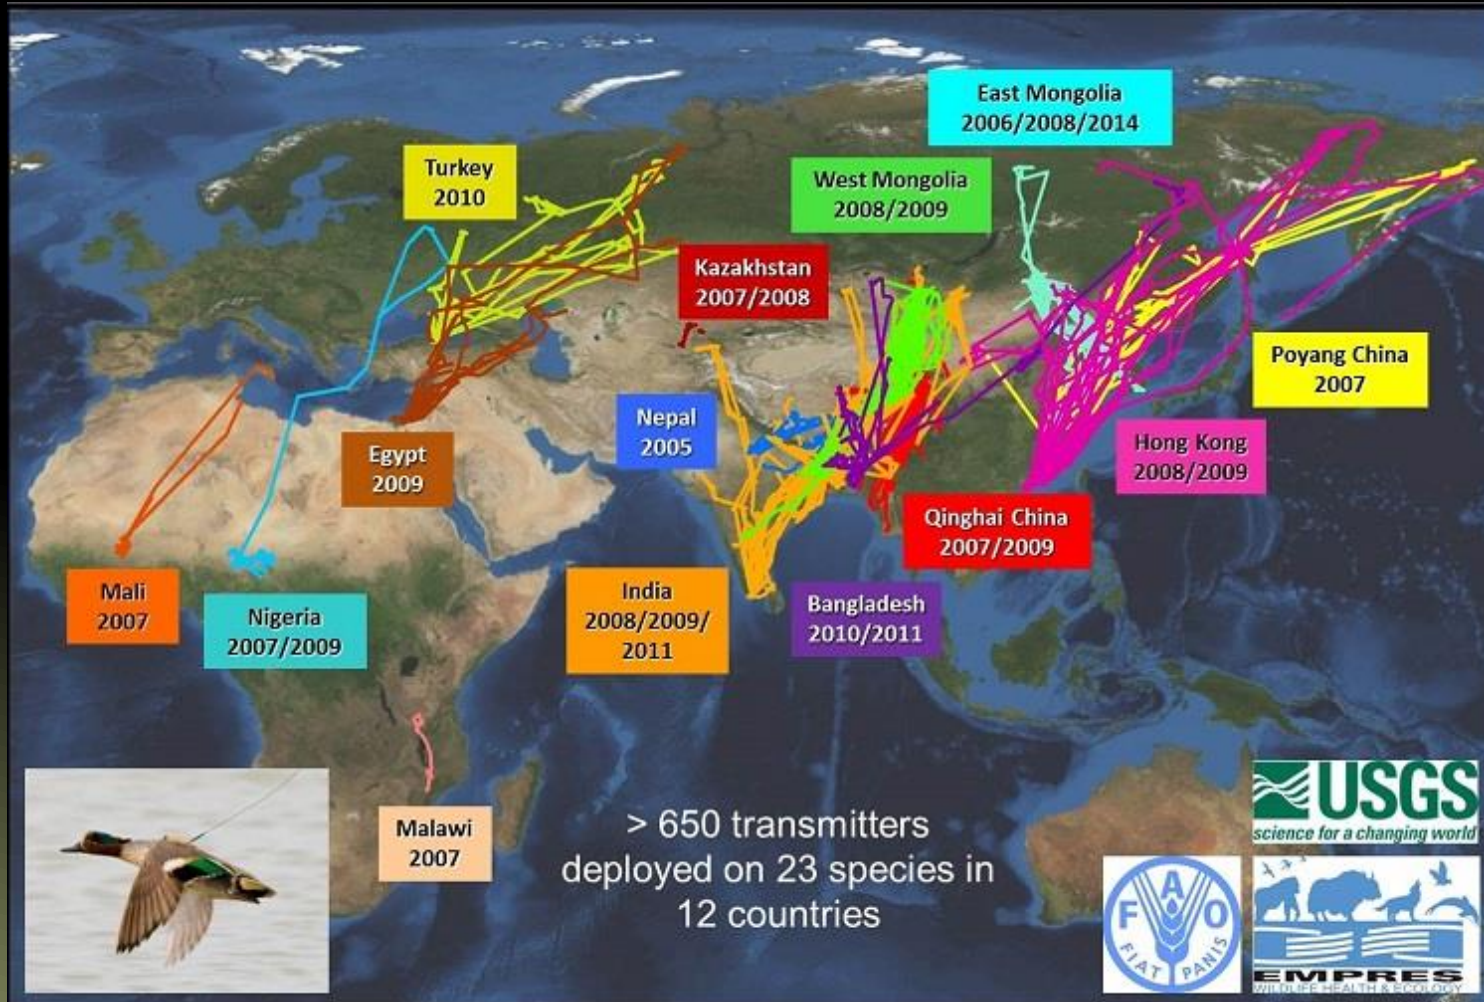 East Mongolia
2006/2008/2014
Turkey
2010
West Mongolia
2008/2009
Kazakhstan
2007/2008
Poyang China
2007
Nepal
2005
Hong Kong
2008/2009
Egypt
2009
Qinghai China
2007/2009
Mali
2007
Nigeria
2007/2009
India
2008/2009/
2011
Bangladesh
2010/2011
Malawi
2007
> 650 transmitters
deployed on 23 species in
12 countries
USGS
science for a changing world
F A O
FIAT PANIS
EMPRES
WILDLIFE HEALTH & ECOLOGY